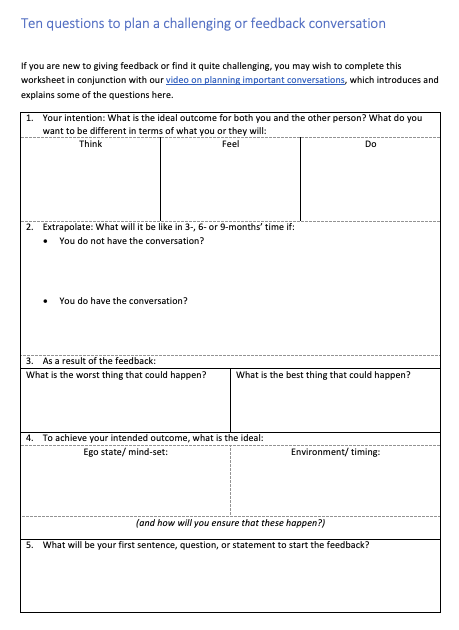 Ten questions to plan a challenging or feedback conversation
If you are new to giving feedback or find it quite challenging, you may wish to complete this
worksheet in conjunction with our video on planning important conversations, which introduces and
explains some of the questions here.
1. Your intention: What is the ideal outcome for both you and the other person? What do you
want to be different in terms of what you or they will:
Think Feel Do
2. Extrapolate: What will it be like in 3-, 6- or 9-months' time if:
• You do not have the conversation?
• You do have the conversation?
3. As a result of the feedback:
What is the worst thing that could happen? What is the best thing that could happen?
4. To achieve your intended outcome, what is the ideal:
Ego state/ mind-set: Environment/ timing:
(and how will you ensure that these happen?)
5. What will be your first sentence, question, or statement to start the feedback?